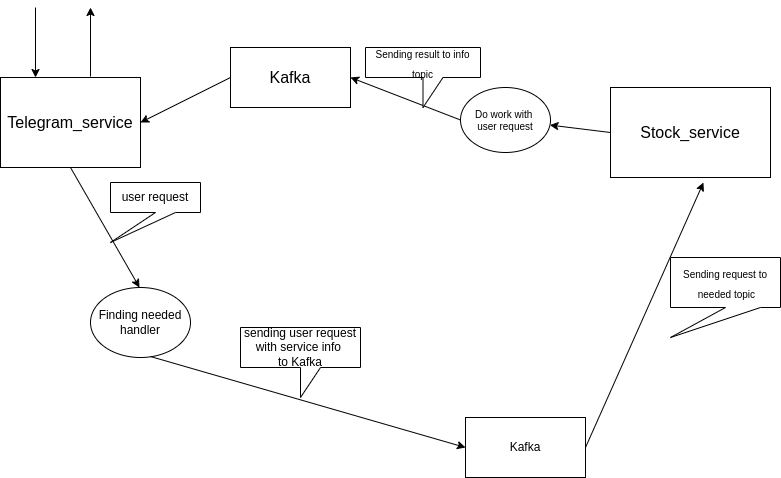 Kafka
Sending result to info
topic
Telegram_service
Do work with
user request
Stock_service
user request
Sending request to
needed topic
Finding needed
handler
sending user request
with service info
to Kafka
Kafka